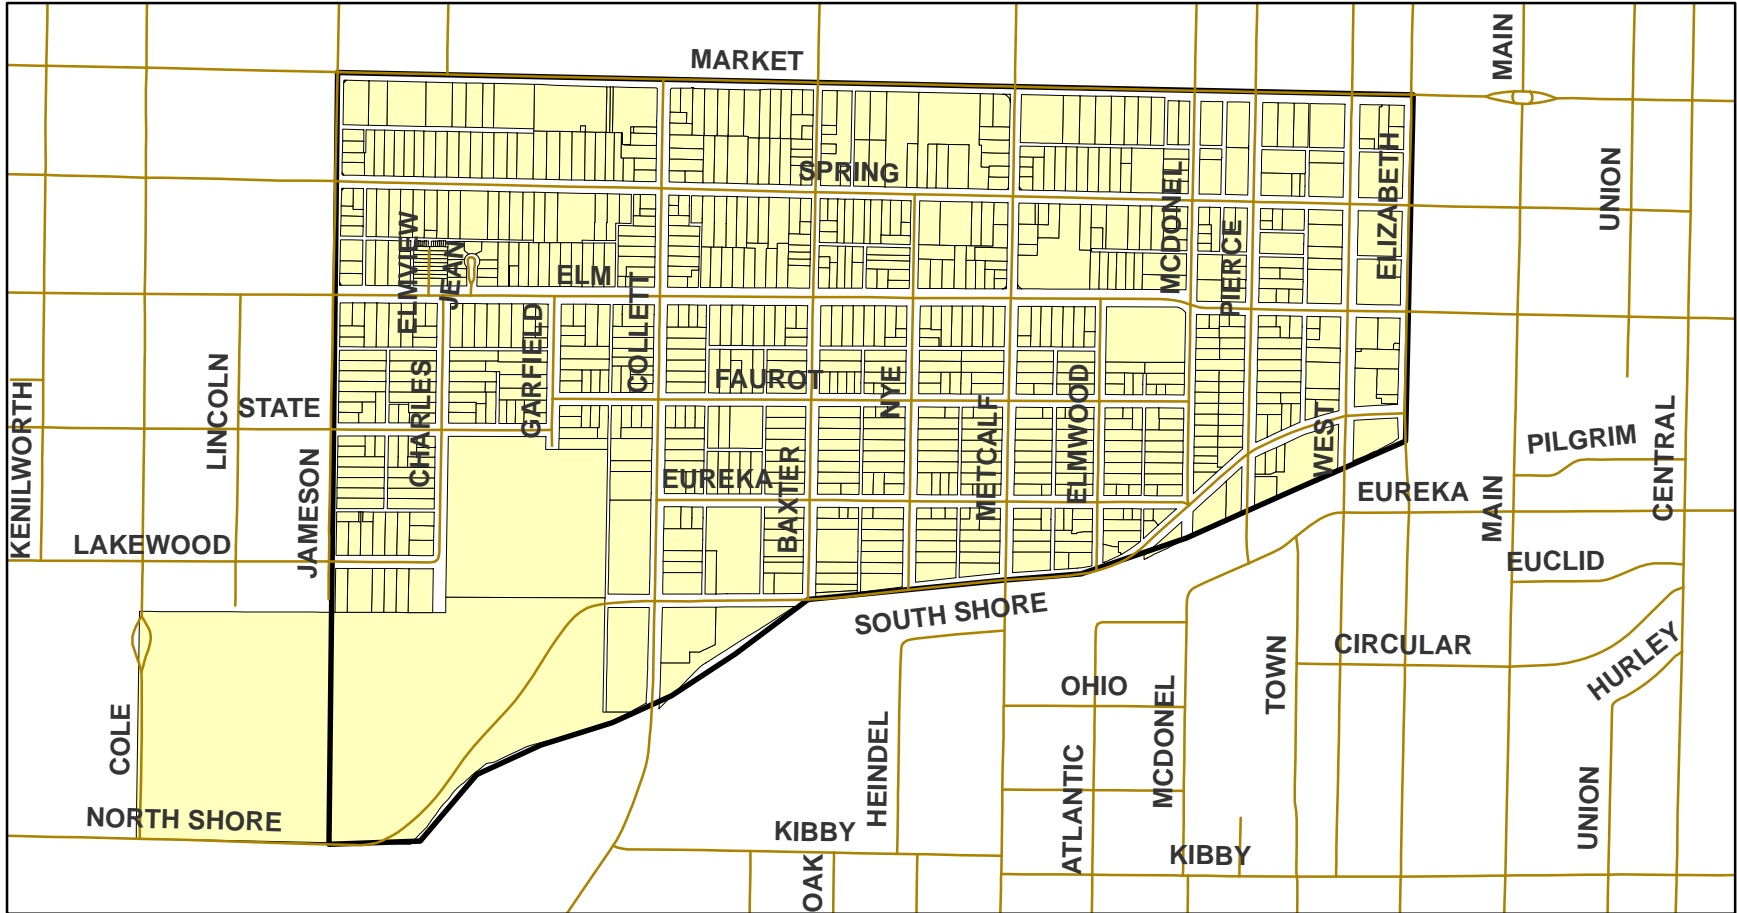 MARKET
MAIN
SPRING
MCDONEL
ELIZABETH
UNION
ELMVIEW
JEAN
ELM
COLLETT
PIERCE
GARFIELD
LINCOLN
STATE
CHARLES
KENILWORTH
FAUROT
NYE
METCALF
ELMWOOD
WEST
PILGRIM
CENTRAL
JAMESON
LAKEWOOD
EUREKA
BAXTER
EUREKA
MAIN
EUCLID
SOUTH SHORE
CIRCULAR
HURLEY
TOWN
OHIO
MCDONEL
COLE
HEINDEL
ATLANTIC
NORTH SHORE
KIBBY
OAK
KIBBY
UNION